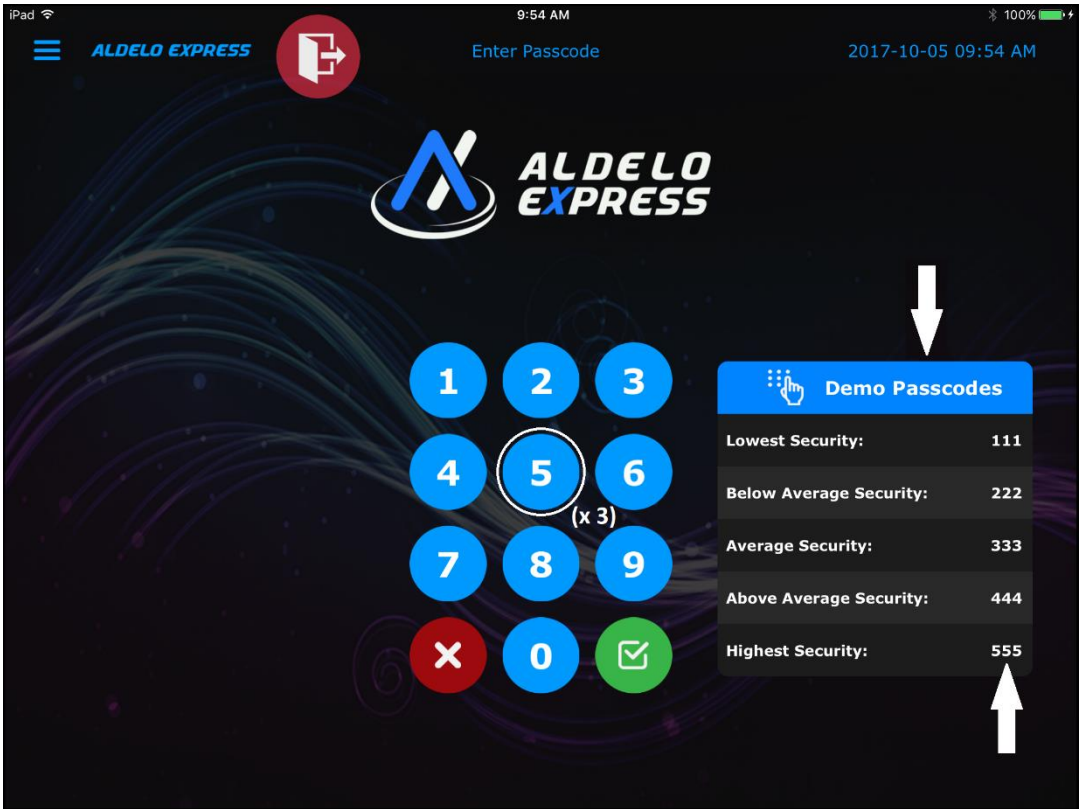 iPad 9:54 AM 100%
ALDELO EXPRESS Enter Passcode 2017-10-05 09:54 AM
ALDELO
EXPRESS
1 2 3
4 5 6
(x 3)
7 8 9
0
Demo Passcodes
Lowest Security: 111
Below Average Security: 222
Average Security: 333
Above Average Security: 444
Highest Security: 555